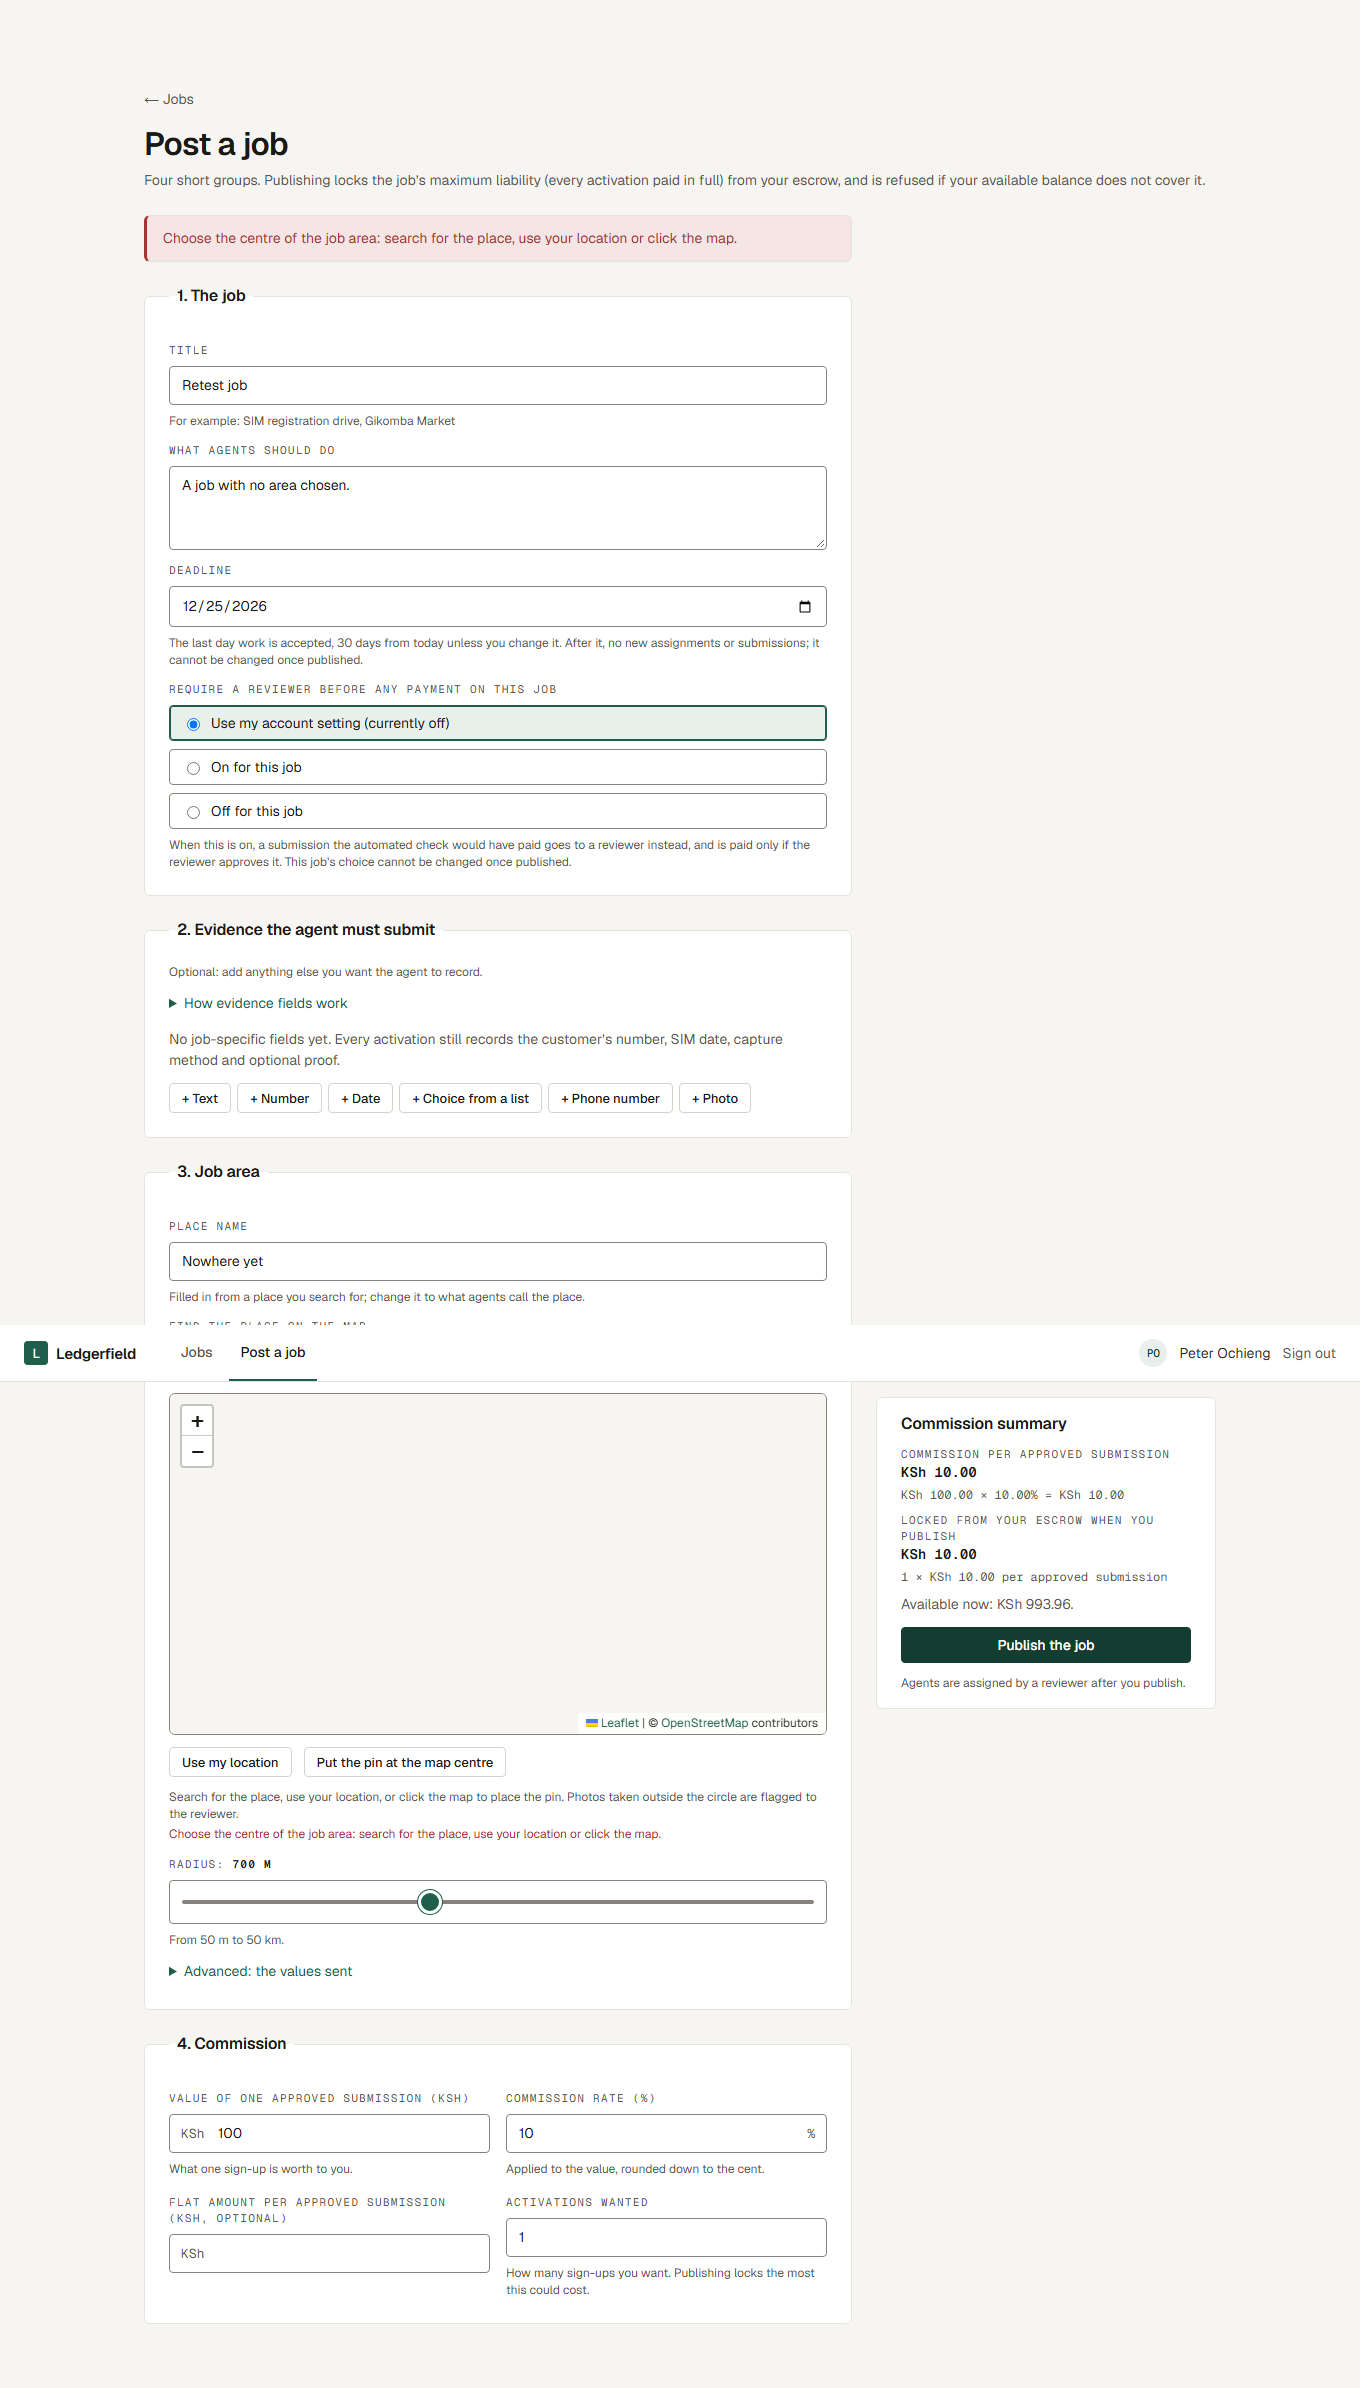 ← Jobs
Post a job
Four short groups. Publishing locks the job's maximum liability (every activation paid in full) from your escrow, and is refused if your available balance does not cover it.
Choose the centre of the job area: search for the place, use your location or click the map.
1. The job
TITLE
Retest job
For example: SIM registration drive, Gikomba Market
WHAT AGENTS SHOULD DO
A job with no area chosen.
DEADLINE
12/25/2026
The last day work is accepted, 30 days from today unless you change it. After it, no new assignments or submissions; it
cannot be changed once published.
REQUIRE A REVIEWER BEFORE ANY PAYMENT ON THIS JOB
Use my account setting (currently off)
On for this job
Off for this job
When this is on, a submission the automated check would have paid goes to a reviewer instead, and is paid only if the
reviewer approves it. This job's choice cannot be changed once published.
2. Evidence the agent must submit
Optional: add anything else you want the agent to record.
How evidence fields work
No job-specific fields yet. Every activation still records the customer's number, SIM date, capture
method and optional proof.
+ Text + Number + Date + Choice from a list + Phone number + Photo
3. Job area
PLACE NAME
Nowhere yet
Filled in from a place you search for; change it to what agents call the place.
FIND THE PLACE ON THE MAP
L Ledgerfield Jobs Post a job PO Peter Ochieng Sign out
+
−
Leaflet | © OpenStreetMap contributors
Use my location Put the pin at the map centre
Search for the place, use your location, or click the map to place the pin. Photos taken outside the circle are flagged to
the reviewer.
Choose the centre of the job area: search for the place, use your location or click the map.
RADIUS: 700 M
From 50 m to 50 km.
Advanced: the values sent
Commission summary
COMMISSION PER APPROVED SUBMISSION
KSh 10.00
KSh 100.00 × 10.00% = KSh 10.00
LOCKED FROM YOUR ESCROW WHEN YOU
PUBLISH
KSh 10.00
1 × KSh 10.00 per approved submission
Available now: KSh 993.96.
Publish the job
Agents are assigned by a reviewer after you publish.
4. Commission
VALUE OF ONE APPROVED SUBMISSION (KSH)
KSh 100
What one sign-up is worth to you.
COMMISSION RATE (%)
10 %
Applied to the value, rounded down to the cent.
FLAT AMOUNT PER APPROVED SUBMISSION
(KSH, OPTIONAL)
KSh
ACTIVATIONS WANTED
1
How many sign-ups you want. Publishing locks the most
this could cost.